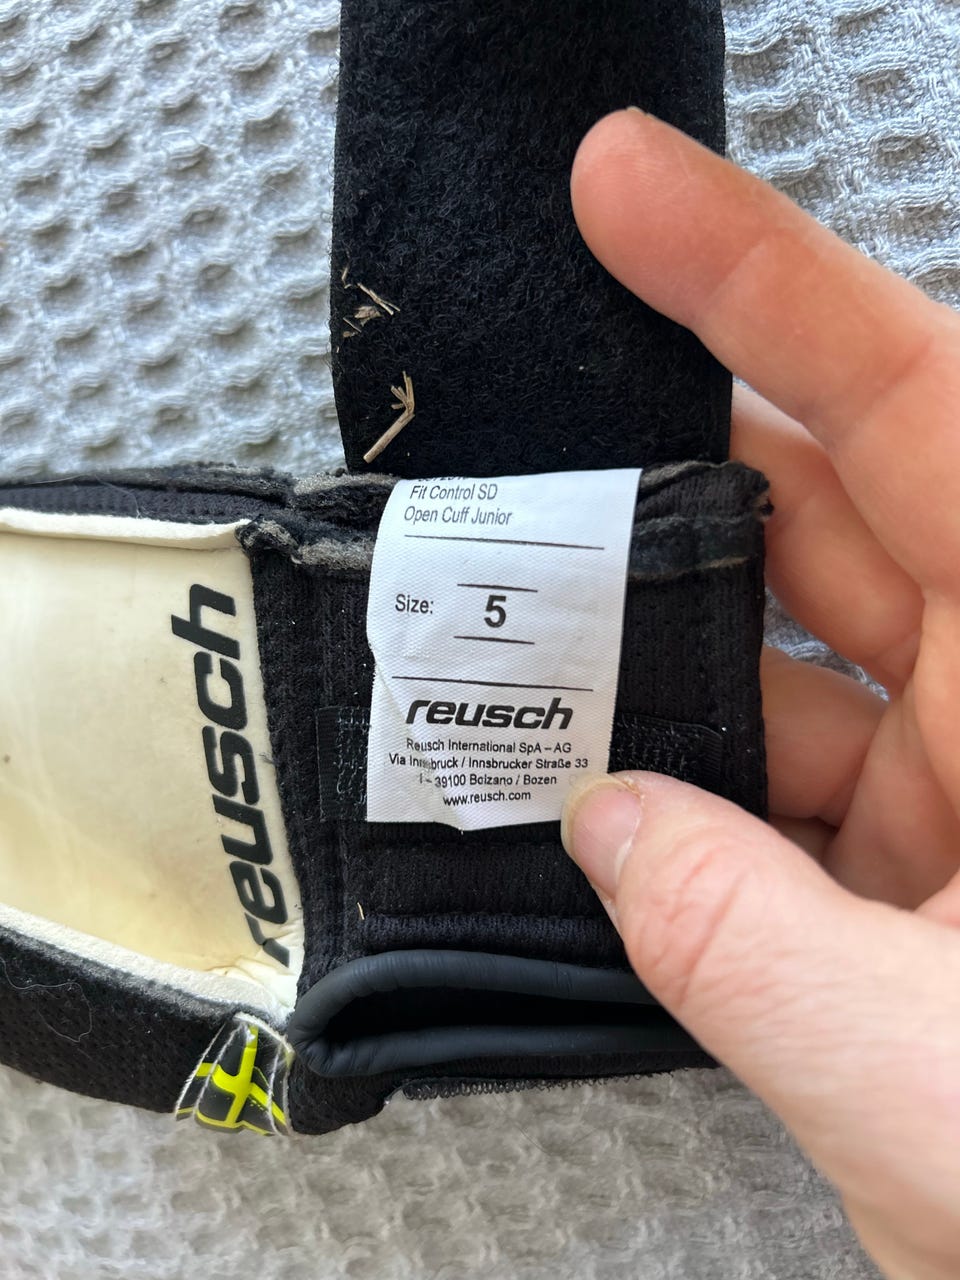 Fit Control SD
Open Cuff Junior
Size: 5
reusch
Reusch International SpA – AG
Via Innsbruck / Innsbrucker Straße 33
I - 39100 Bolzano / Bozen
www.reusch.com
reusch